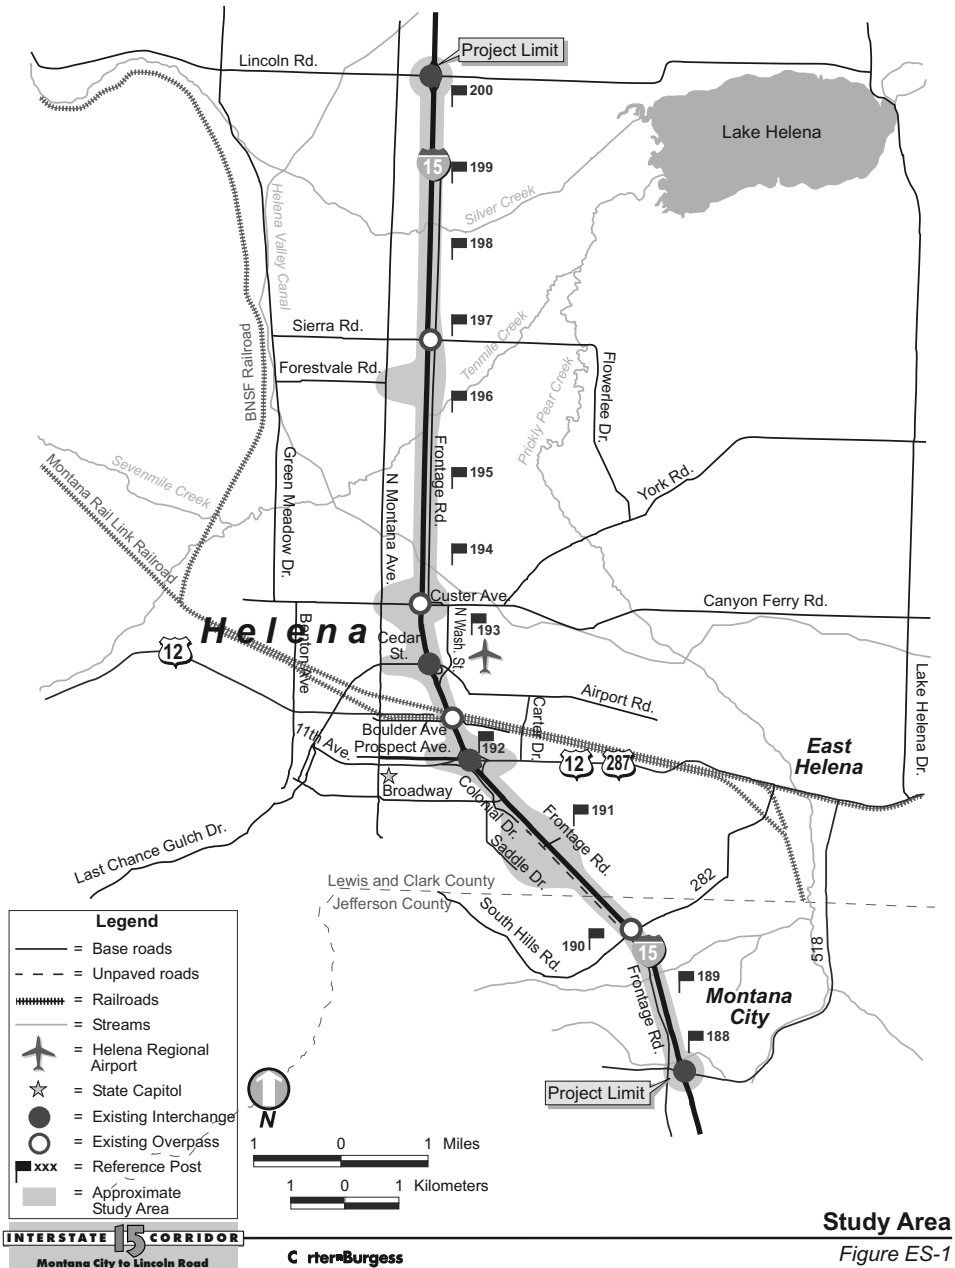 Project Limit
Lincoln Rd.
200
Lake Helena
15
199
Silver Creek
Helena Valley Canal
198
197
Sierra Rd.
Tenmile Creek
BNSF Railroad
Forestvale Rd.
Flowerlee Dr.
Prickly Pear Creek
196
Frontage Rd.
Green Meadow Dr.
N Montana Ave.
Sevenmile Creek
Montana Rail Link Railroad
195
York Rd.
194
Custer Ave.
Canyon Ferry Rd.
Helena
Benton Ave
Cedar
St.
N Wash. St.
193
12
Lake Helena Dr.
Airport Rd.
Carter Dr.
Boulder Ave
11th Ave.
Prospect Ave.
192
12
287
East
Helena
Broadway
Colonial Dr.
Frontage Rd.
191
Saddle Dr.
Last Chance Gulch Dr.
282
Lewis and Clark County
Jefferson County
South Hills Rd.
190
15
518
Frontage Rd.
189
Montana
City
188
Project Limit
Legend
= Base roads
= Unpaved roads
= Railroads
= Streams
= Helena Regional
Airport
= State Capitol
= Existing Interchange
= Existing Overpass
xxx = Reference Post
= Approximate
Study Area
N
1 0 1 Miles
1 0 1 Kilometers
INTERSTATE 15 CORRIDOR
Montana City to Lincoln Road
C rter Burgess
Study Area
Figure ES-1